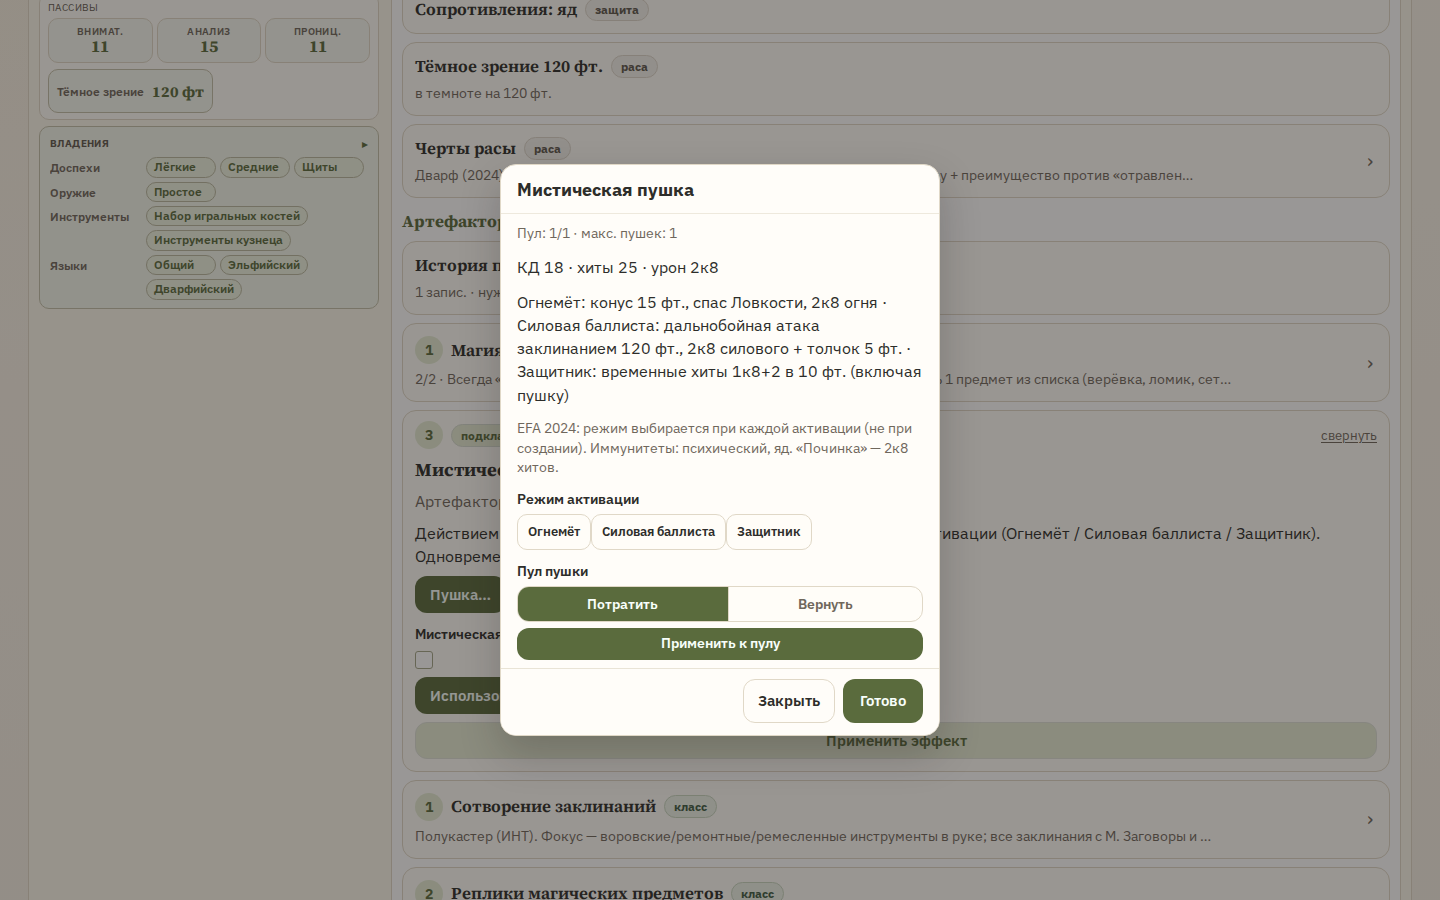 ПАССИВЫ
ВНИМАТ.
11
АНАЛИЗ
15
ПРОНИЦ.
11
Тёмное зрение 120 фт
ВЛАДЕНИЯ
Доспехи Лёгкие Средние Щиты
Оружие Простое
Инструменты Набор игральных костей
Инструменты кузнеца
Языки Общий Эльфийский
Дварфийский
Сопротивления: яд защита
Тёмное зрение 120 фт. раса
в темноте на 120 фт.
Черты расы раса
Дварф (2024)
у + преимущество против «отравлен...
Артефактор
История п
1 запис. · нуж
1 Магия
2/2 · Всегда «
1 предмет из списка (верёвка, ломик, сет...
3 подкла
свернуть
Мистичес
Артефактор
Действием
тивации (Огнемёт / Силовая баллиста / Защитник).
Одновреме
Пушка...
Мистическая
Использо
Применить эффект
1 Сотворение заклинаний класс
Полукастер (ИНТ). Фокус — воровские/ремонтные/ремесленные инструменты в руке; все заклинания с М. Заговоры и ...
2 Реплики магических предметов класс
Мистическая пушка
Пул: 1/1 · макс. пушек: 1
КД 18 · хиты 25 · урон 2к8
Огнемёт: конус 15 фт., спас Ловкости, 2к8 огня ·
Силовая баллиста: дальнобойная атака
заклинанием 120 фт., 2к8 силового + толчок 5 фт. ·
Защитник: временные хиты 1к8+2 в 10 фт. (включая
пушку)
EFA 2024: режим выбирается при каждой активации (не при
создании). Иммунитеты: психический, яд. «Починка» — 2к8
хитов.
Режим активации
Огнемёт Силовая баллиста Защитник
Пул пушки
Потратить Вернуть
Применить к пулу
Закрыть Готово